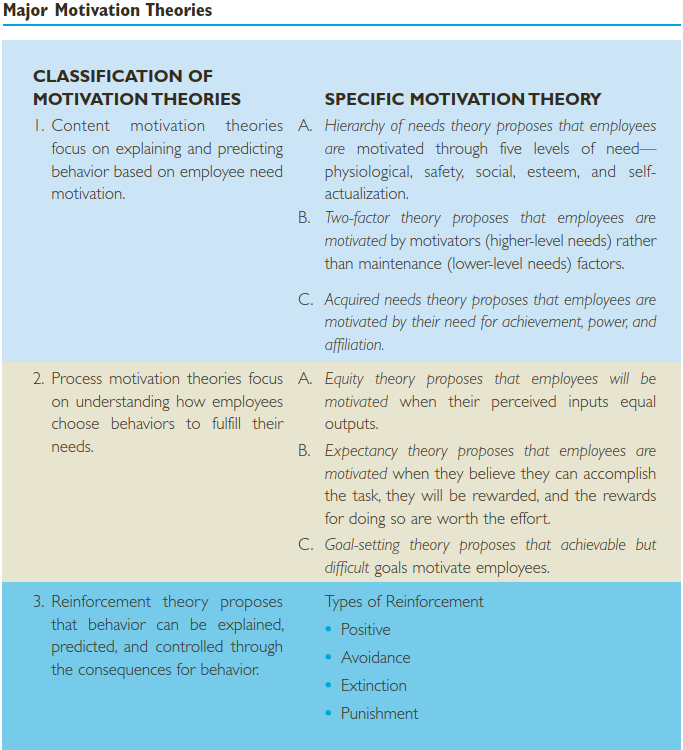 Major Motivation Theories
CLASSIFICATION OF
MOTIVATION THEORIES
SPECIFIC MOTIVATION THEORY
1. Content motivation theories
focus on explaining and predicting
behavior based on employee need
motivation.
A. Hierarchy of needs theory proposes that employees
are motivated through five levels of need—
physiological, safety, social, esteem, and self-
actualization.
B. Two-factor theory proposes that employees are
motivated by motivators (higher-level needs) rather
than maintenance (lower-level needs) factors.
C. Acquired needs theory proposes that employees are
motivated by their need for achievement, power, and
affiliation.
2. Process motivation theories focus
on understanding how employees
choose behaviors to fulfill their
needs.
A. Equity theory proposes that employees will be
motivated when their perceived inputs equal
outputs.
B. Expectancy theory proposes that employees are
motivated when they believe they can accomplish
the task, they will be rewarded, and the rewards
for doing so are worth the effort.
C. Goal-setting theory proposes that achievable but
difficult goals motivate employees.
3. Reinforcement theory proposes
that behavior can be explained,
predicted, and controlled through
the consequences for behavior.
Types of Reinforcement
• Positive
• Avoidance
• Extinction
• Punishment